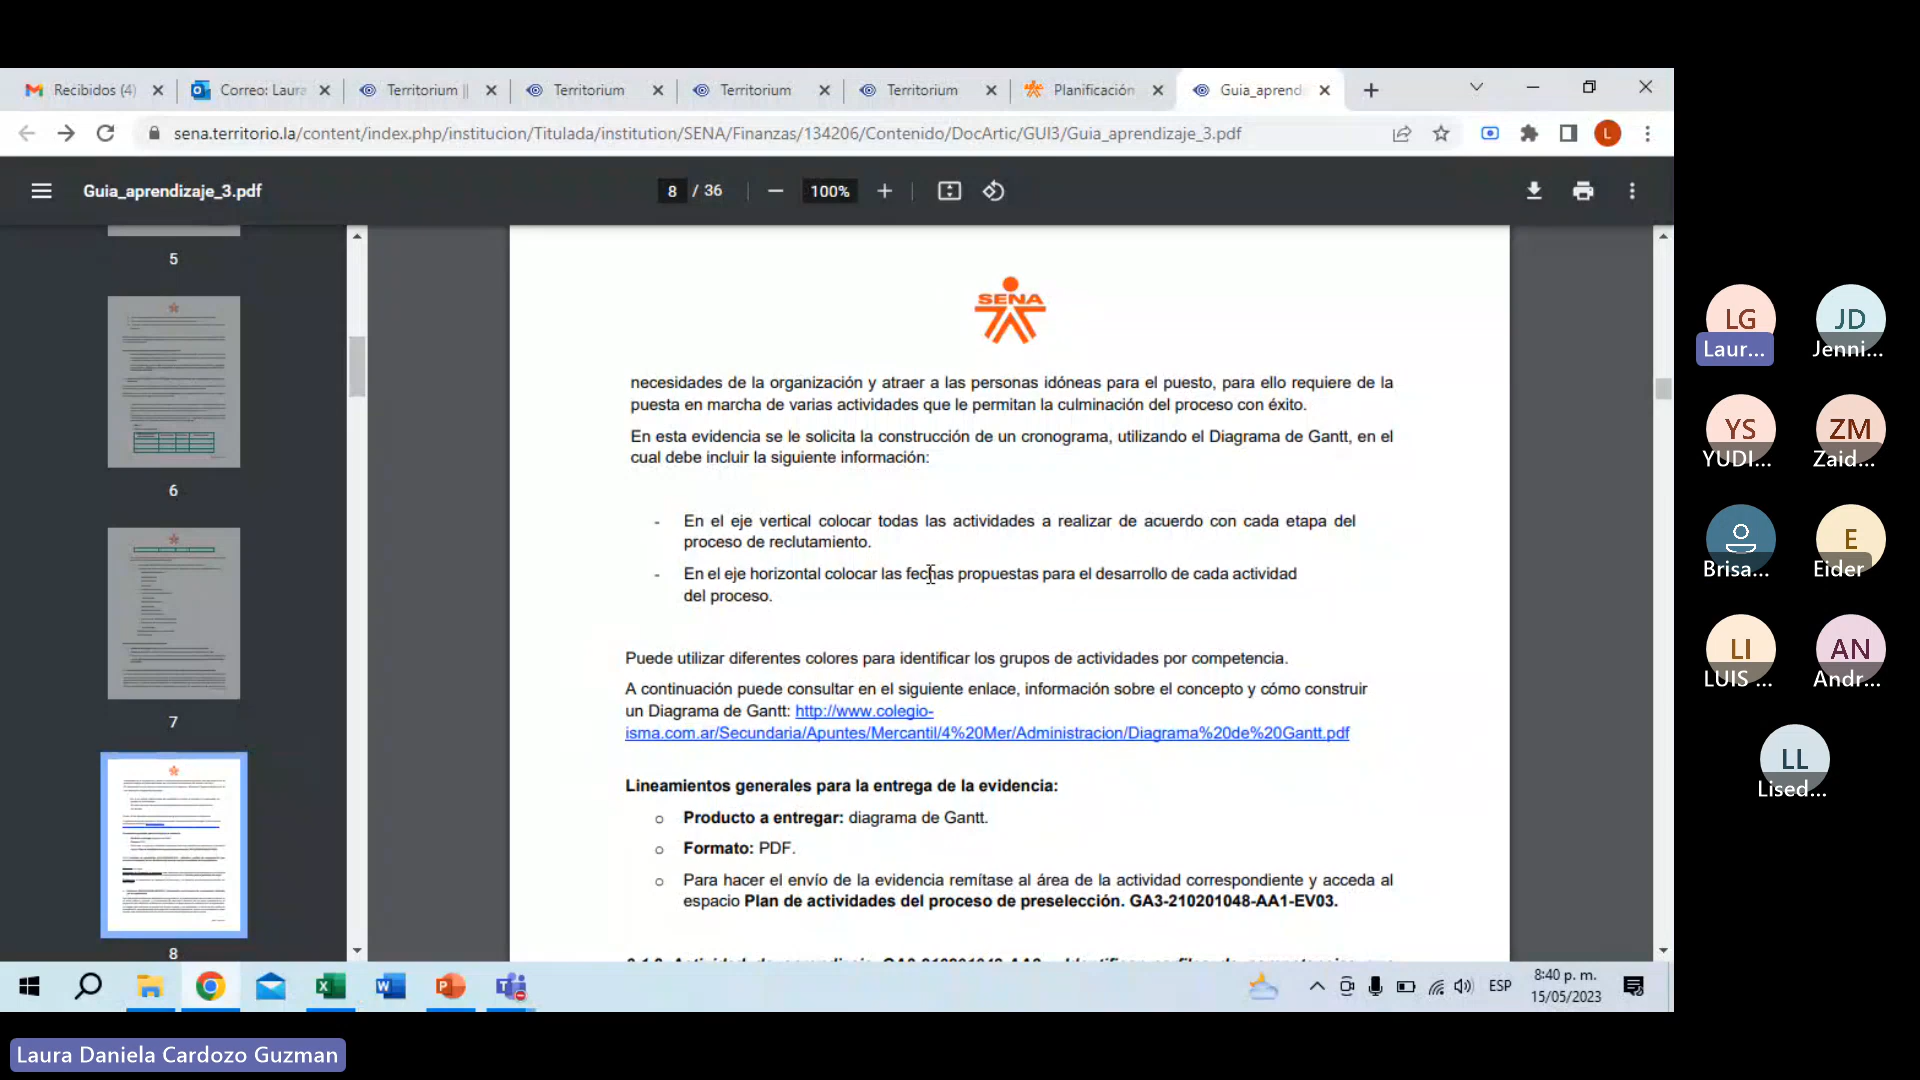 Recibidos (4)
Correo: Laura
Territorium ||
Territorium
Territorium
Territorium
Planificación
Guia_aprend
sena.territorio.la/content/index.php/institucion/Titulada/institution/SENA/Finanzas/134206/Contenido/DocArtic/GUI3/Guia_aprendizaje_3.pdf
L
Guia_aprendizaje_3.pdf
8 / 36
100%
5
6
7
8
SENA
necesidades de la organización y atraer a las personas idóneas para el puesto, para ello requiere de la
puesta en marcha de varias actividades que le permitan la culminación del proceso con éxito.
En esta evidencia se le solicita la construcción de un cronograma, utilizando el Diagrama de Gantt, en el
cual debe incluir la siguiente información:
- En el eje vertical colocar todas las actividades a realizar de acuerdo con cada etapa del
proceso de reclutamiento.
- En el eje horizontal colocar las fechas propuestas para el desarrollo de cada actividad
del proceso.
Puede utilizar diferentes colores para identificar los grupos de actividades por competencia.
A continuación puede consultar en el siguiente enlace, información sobre el concepto y cómo construir
un Diagrama de Gantt: http://www.colegio-
isma.com.ar/Secundaria/Apuntes/Mercantil/4%20Mer/Administracion/Diagrama%20de%20Gantt.pdf
Lineamientos generales para la entrega de la evidencia:
o Producto a entregar: diagrama de Gantt.
o Formato: PDF.
o Para hacer el envío de la evidencia remítase al área de la actividad correspondiente y acceda al
espacio Plan de actividades del proceso de preselección. GA3-210201048-AA1-EV03.
ESP
8:40 p. m.
15/05/2023
LG
Laur...
JD
Jenni...
YS
YUDI...
ZM
Zaid...
Brisa...
E
Eider
LI
LUIS ...
AN
Andr...
LL
Lised...
Laura Daniela Cardozo Guzman